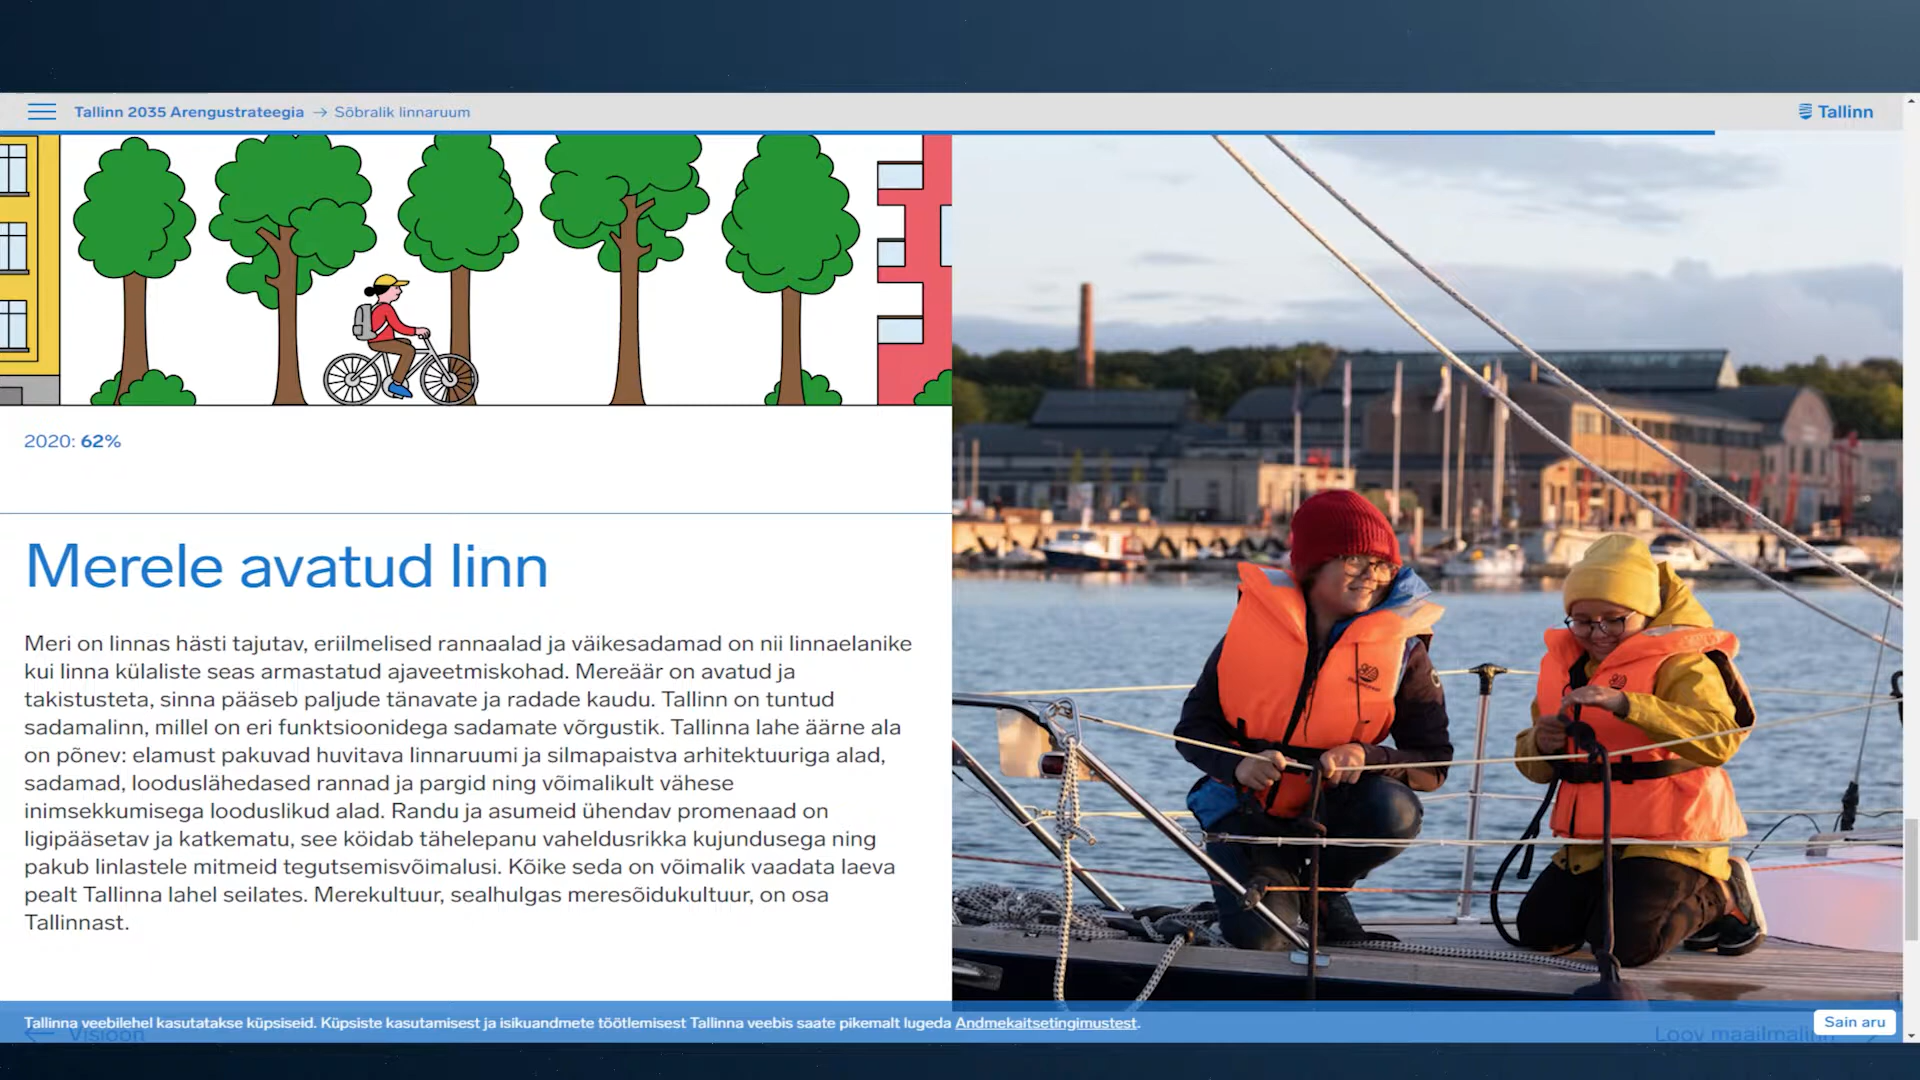 Tallinn 2035 Arengustrateegia → Sõbralik linnaruum
Tallinn
2020: 62%
Merele avatud linn
Meri on linnas hästi tajutav, eriilmelised rannaalad ja väikesadamad on nii linnaelanike
kui linna külaliste seas armastatud ajaveetmiskohad. Mereäär on avatud ja
takistusteta, sinna pääseb paljude tänavate ja radade kaudu. Tallinn on tuntud
sadamalinn, millel on eri funktsioonidega sadamate võrgustik. Tallinna lahe äärne ala
on põnev: elamust pakuvad huvitava linnaruumi ja silmapaistva arhitektuuriga alad,
sadamad, looduslähedased rannad ja pargid ning võimalikult vähese
inimsekkumisega looduslikud alad. Randu ja asumeid ühendav promenaad on
ligipääsetav ja katkematu, see köidab tähelepanu vaheldusrikka kujundusega ning
pakub linlastele mitmeid tegutsemisvõimalusi. Kõike seda on võimalik vaadata laeva
pealt Tallinna lahel seilates. Merekultuur, sealhulgas meresõidukultuur, on osa
Tallinnast.
Tallinna veebilehel kasutatakse küpsiseid. Küpsiste kasutamisest ja isikuandmete töötlemisest Tallinna veebis saate pikemalt lugeda Andmekaitsetingimustest.
Sain aru
← Visioon
Loov maailmalinn